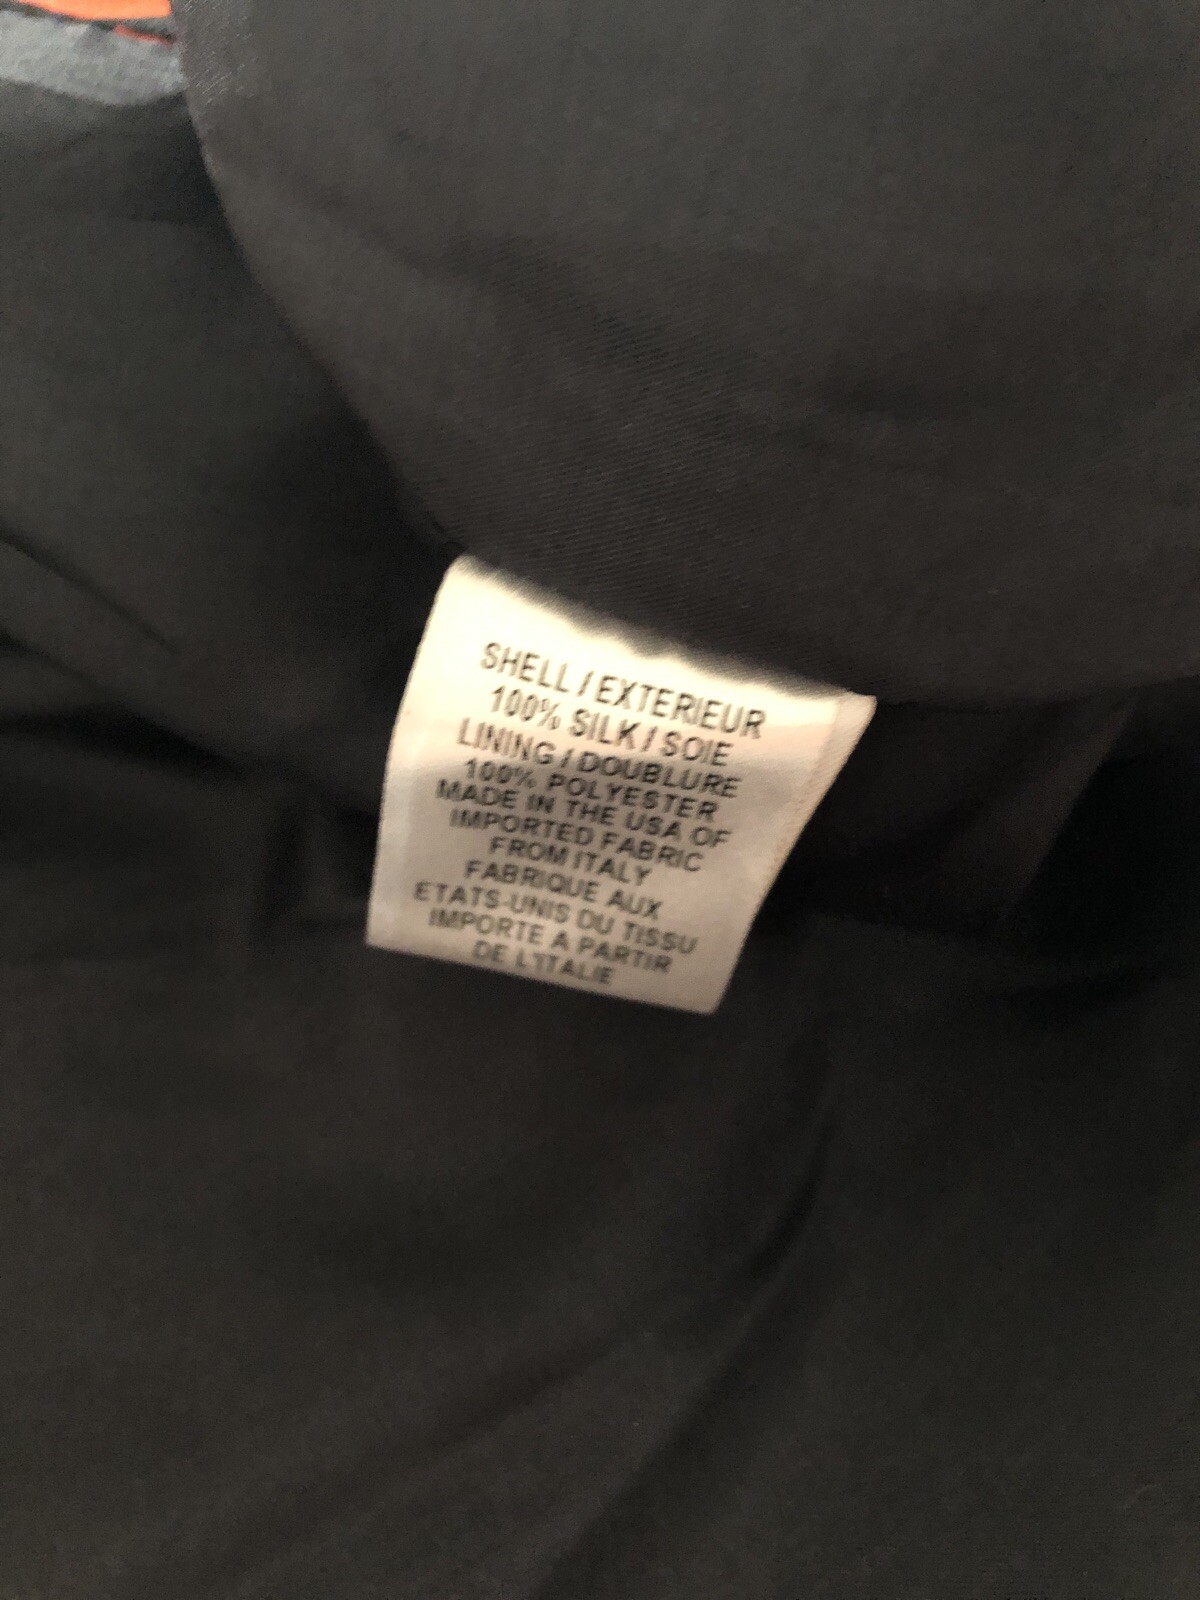 SHELL / EXTERIEUR
100% SILK / SOIE
LINING / DOUBLURE
100% POLYESTER
MADE IN THE USA OF
IMPORTED FABRIC
FROM ITALY
FABRIQUE AUX
ETATS-UNIS DU TISSU
IMPORTE A PARTIR
DE L'ITALIE